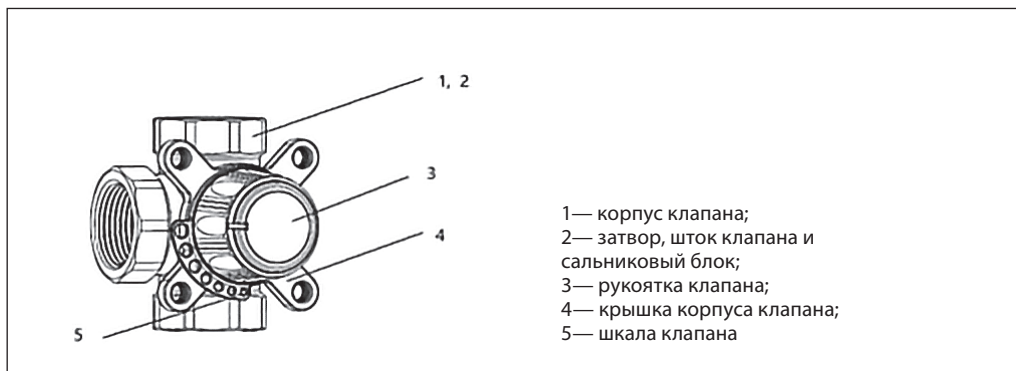 1, 2
3
4
5
1— корпус клапана;
2— затвор, шток клапана и
сальниковый блок;
3— рукоятка клапана;
4— крышка корпуса клапана;
5— шкала клапана